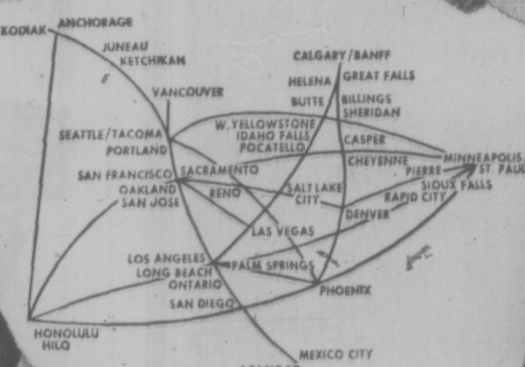 KODIAK
ANCHORAGE
JUNEAU
KETCHIKAN
VANCOUVER
CALGARY/BANFF
HELENA
GREAT FALLS
BUTTE
BILLINGS
SHERIDAN
W. YELLOWSTONE
IDAHO FALLS
POCATELLO
SEATTLE/TACOMA
PORTLAND
CASPER
CHEYENNE
MINNEAPOLIS
ST. PAUL
SAN FRANCISCO
OAKLAND
SAN JOSE
SACRAMENTO
RENO
SALT LAKE
CITY
PIERRE
SIOUX FALLS
RAPID CITY
DENVER
LAS VEGAS
LOS ANGELES
LONG BEACH
ONTARIO
PALM SPRINGS
SAN DIEGO
PHOENIX
HONOLULU
HILO
MEXICO CITY